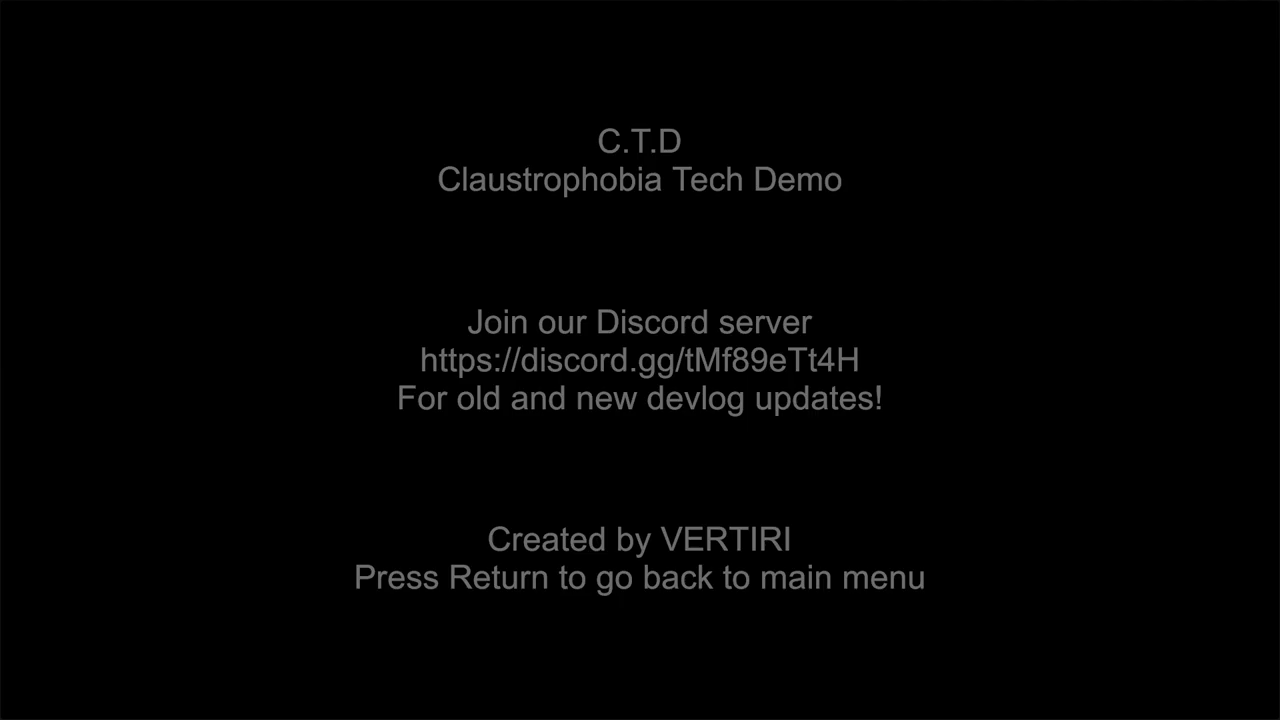 C.T.D
Claustrophobia Tech Demo
Join our Discord server
https://discord.gg/tMf89eTt4H
For old and new devlog updates!
Created by VERTIRI
Press Return to go back to main menu